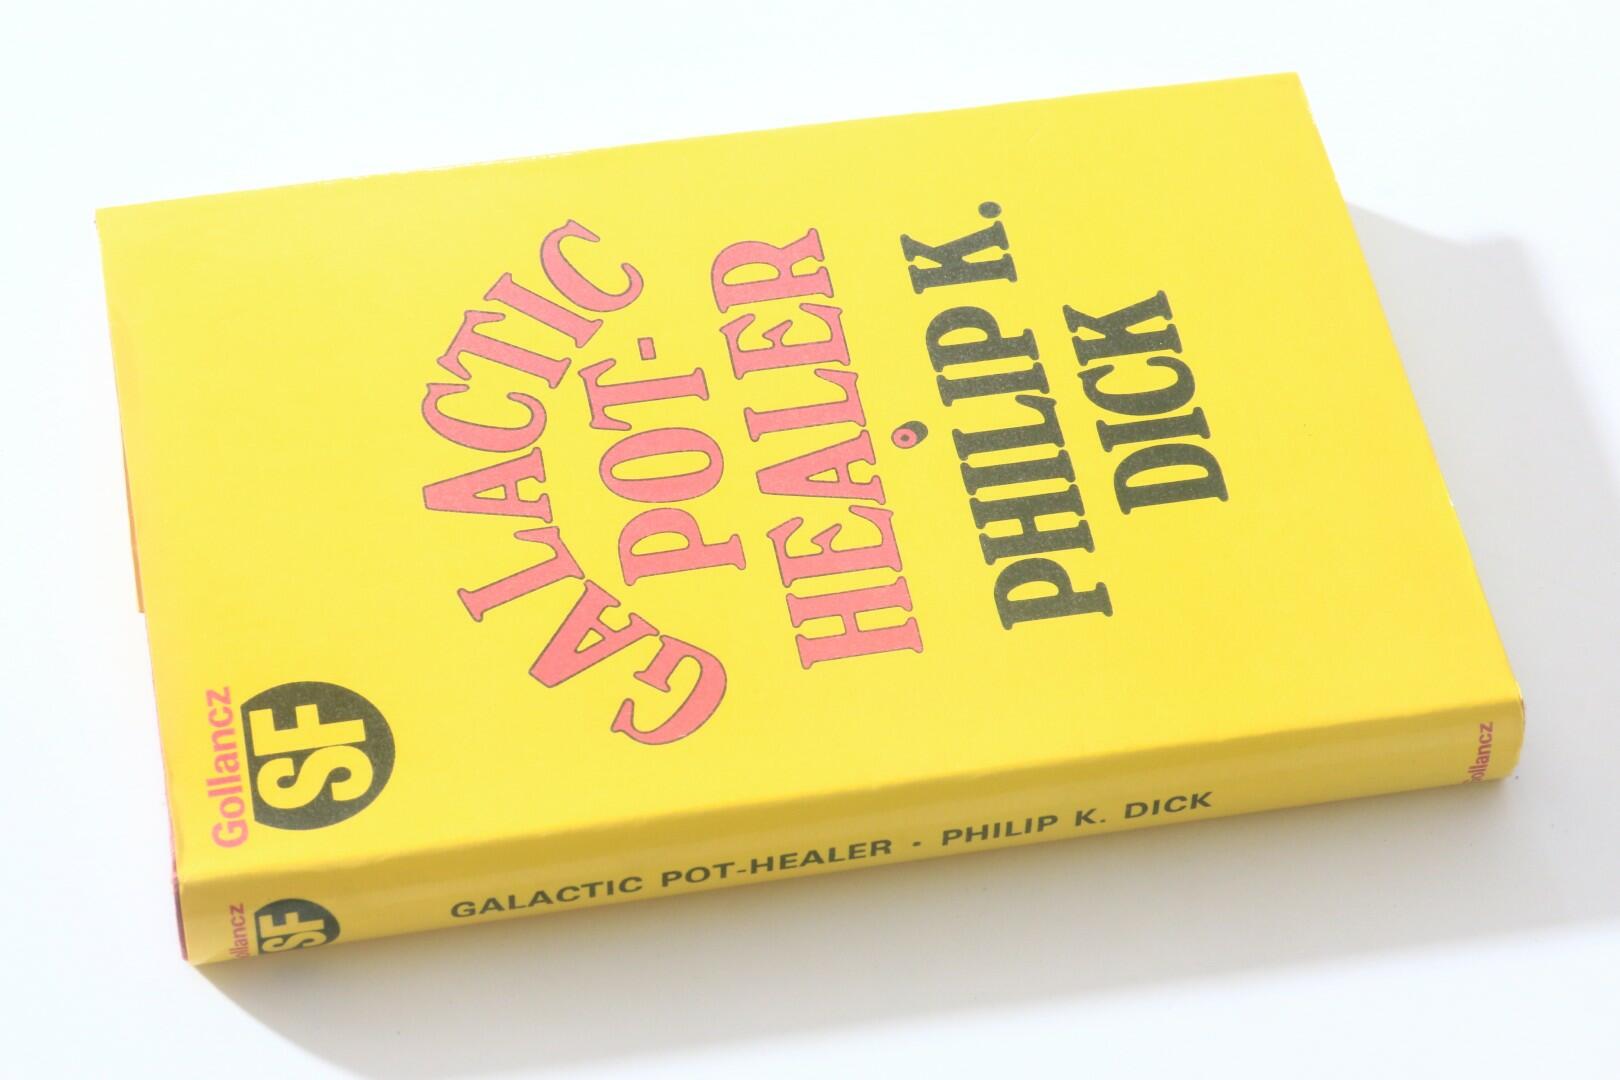 Gollancz
SF
GALACTIC
POT-
HEALER
PHILIP K.
DICK
Gollancz
SF
GALACTIC POT-HEALER · PHILIP K. DICK
Gollancz